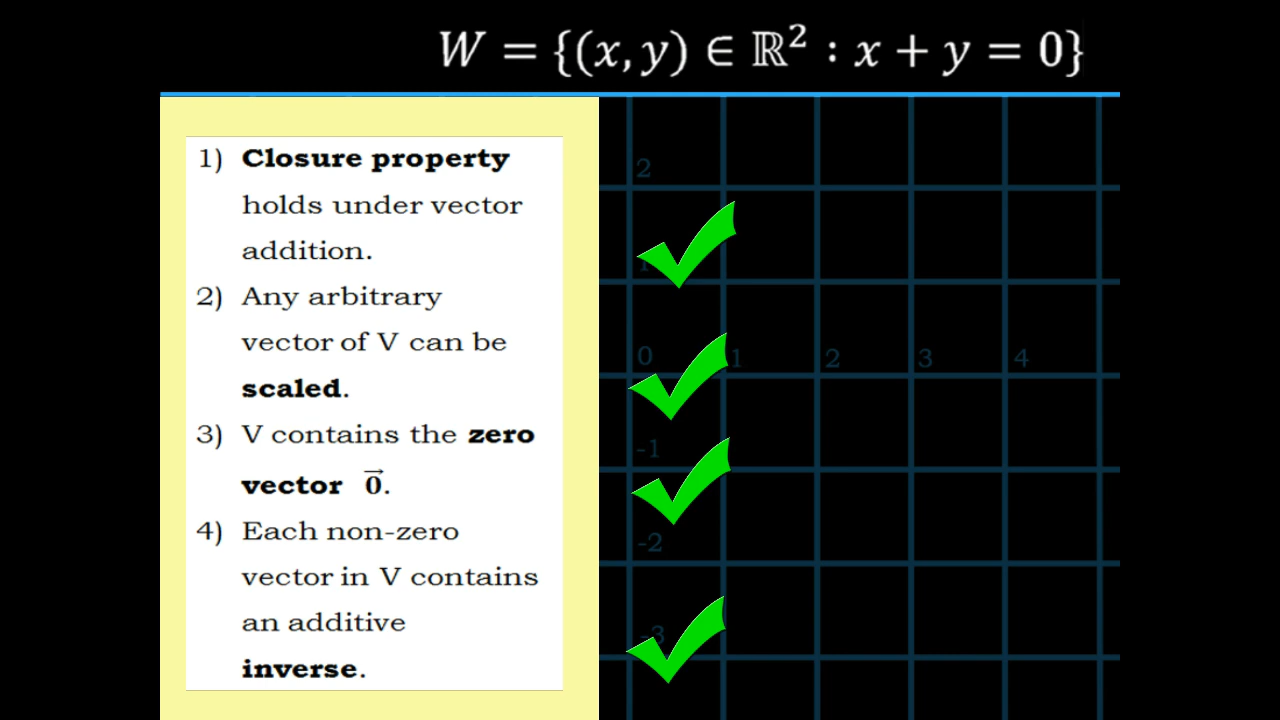 W = {(x, y) ∈ ℝ² : x + y = 0}
1) Closure property
holds under vector
addition.
2) Any arbitrary
vector of V can be
scaled.
3) V contains the zero
vector 0⃗.
4) Each non-zero
vector in V contains
an additive
inverse.
2
1
0 1 2 3 4
-1
-2
-3